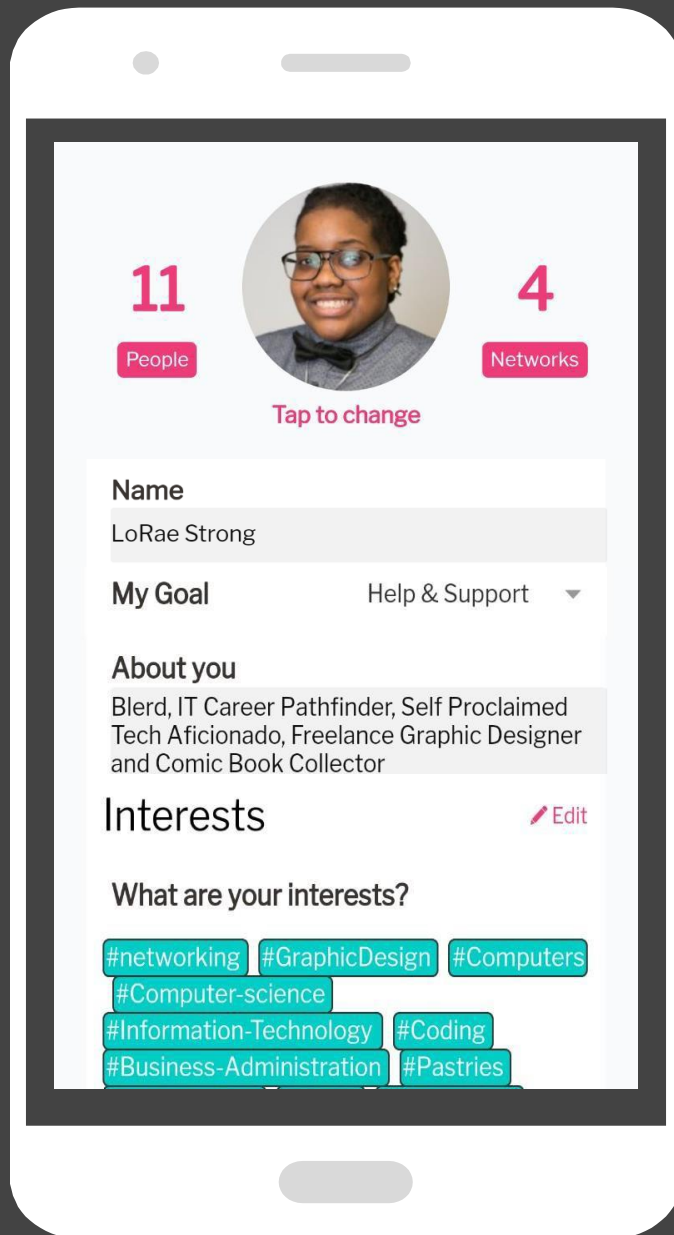 11
4
People
Networks
Tap to change
Name
LoRae Strong
My Goal
Help & Support
About you
Blerd, IT Career Pathfinder, Self Proclaimed
Tech Aficionado, Freelance Graphic Designer
and Comic Book Collector
Interests
Edit
What are your interests?
#networking #GraphicDesign #Computers
#Computer-science
#Information-Technology #Coding
#Business-Administration #Pastries